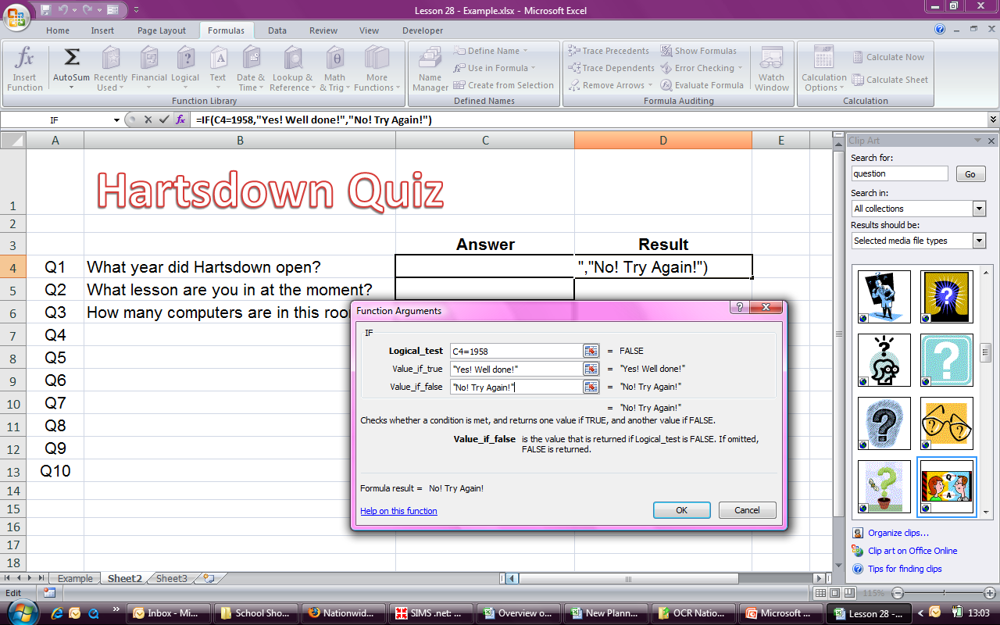 Lesson 28 - Example.xlsx - Microsoft Excel
Home Insert Page Layout Formulas Data Review View Developer
Insert Function
AutoSum
Recently Used
Financial
Logical
Text
Date & Time
Lookup & Reference
Math & Trig
More Functions
Function Library
Name Manager
Define Name
Use in Formula
Create from Selection
Defined Names
Trace Precedents
Trace Dependents
Remove Arrows
Show Formulas
Error Checking
Evaluate Formula
Formula Auditing
Watch Window
Calculation Options
Calculate Now
Calculate Sheet
Calculation
IF fx =IF(C4=1958,"Yes! Well done!","No! Try Again!")
A B C D E
1 Hartsdown Quiz
2
3 Answer Result
4 Q1 What year did Hartsdown open? ","No! Try Again!")
5 Q2 What lesson are you in at the moment?
6 Q3 How many computers are in this roo
7 Q4
8 Q5
9 Q6
10 Q7
11 Q8
12 Q9
13 Q10
14
15
16
17
18
Function Arguments
IF
Logical_test C4=1958 = FALSE
Value_if_true "Yes! Well done!" = "Yes! Well done!"
Value_if_false "No! Try Again!" = "No! Try Again!"
= "No! Try Again!"
Checks whether a condition is met, and returns one value if TRUE, and another value if FALSE.
Value_if_false is the value that is returned if Logical_test is FALSE. If omitted,
FALSE is returned.
Formula result = No! Try Again!
Help on this function
OK Cancel
Clip Art
Search for:
question Go
Search in:
All collections
Results should be:
Selected media file types
Q
A
Organize clips...
Clip art on Office Online
Tips for finding clips
Example Sheet2 Sheet3
Edit 115%
Inbox - Mi... School Sho... Nationwid... SIMS .net: ... Overview o... New Plann... OCR Natio... Microsoft ... Lesson 28 -... 13:03